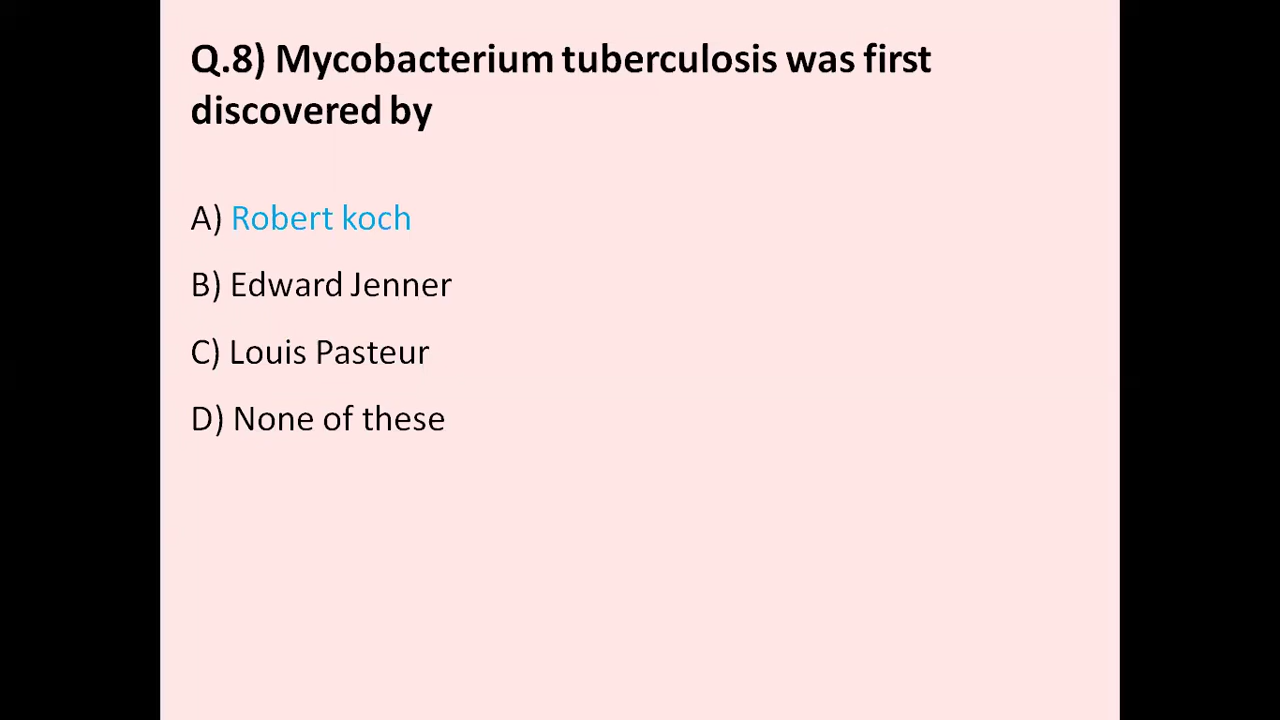 Q.8) Mycobacterium tuberculosis was first
discovered by
A) Robert koch
B) Edward Jenner
C) Louis Pasteur
D) None of these